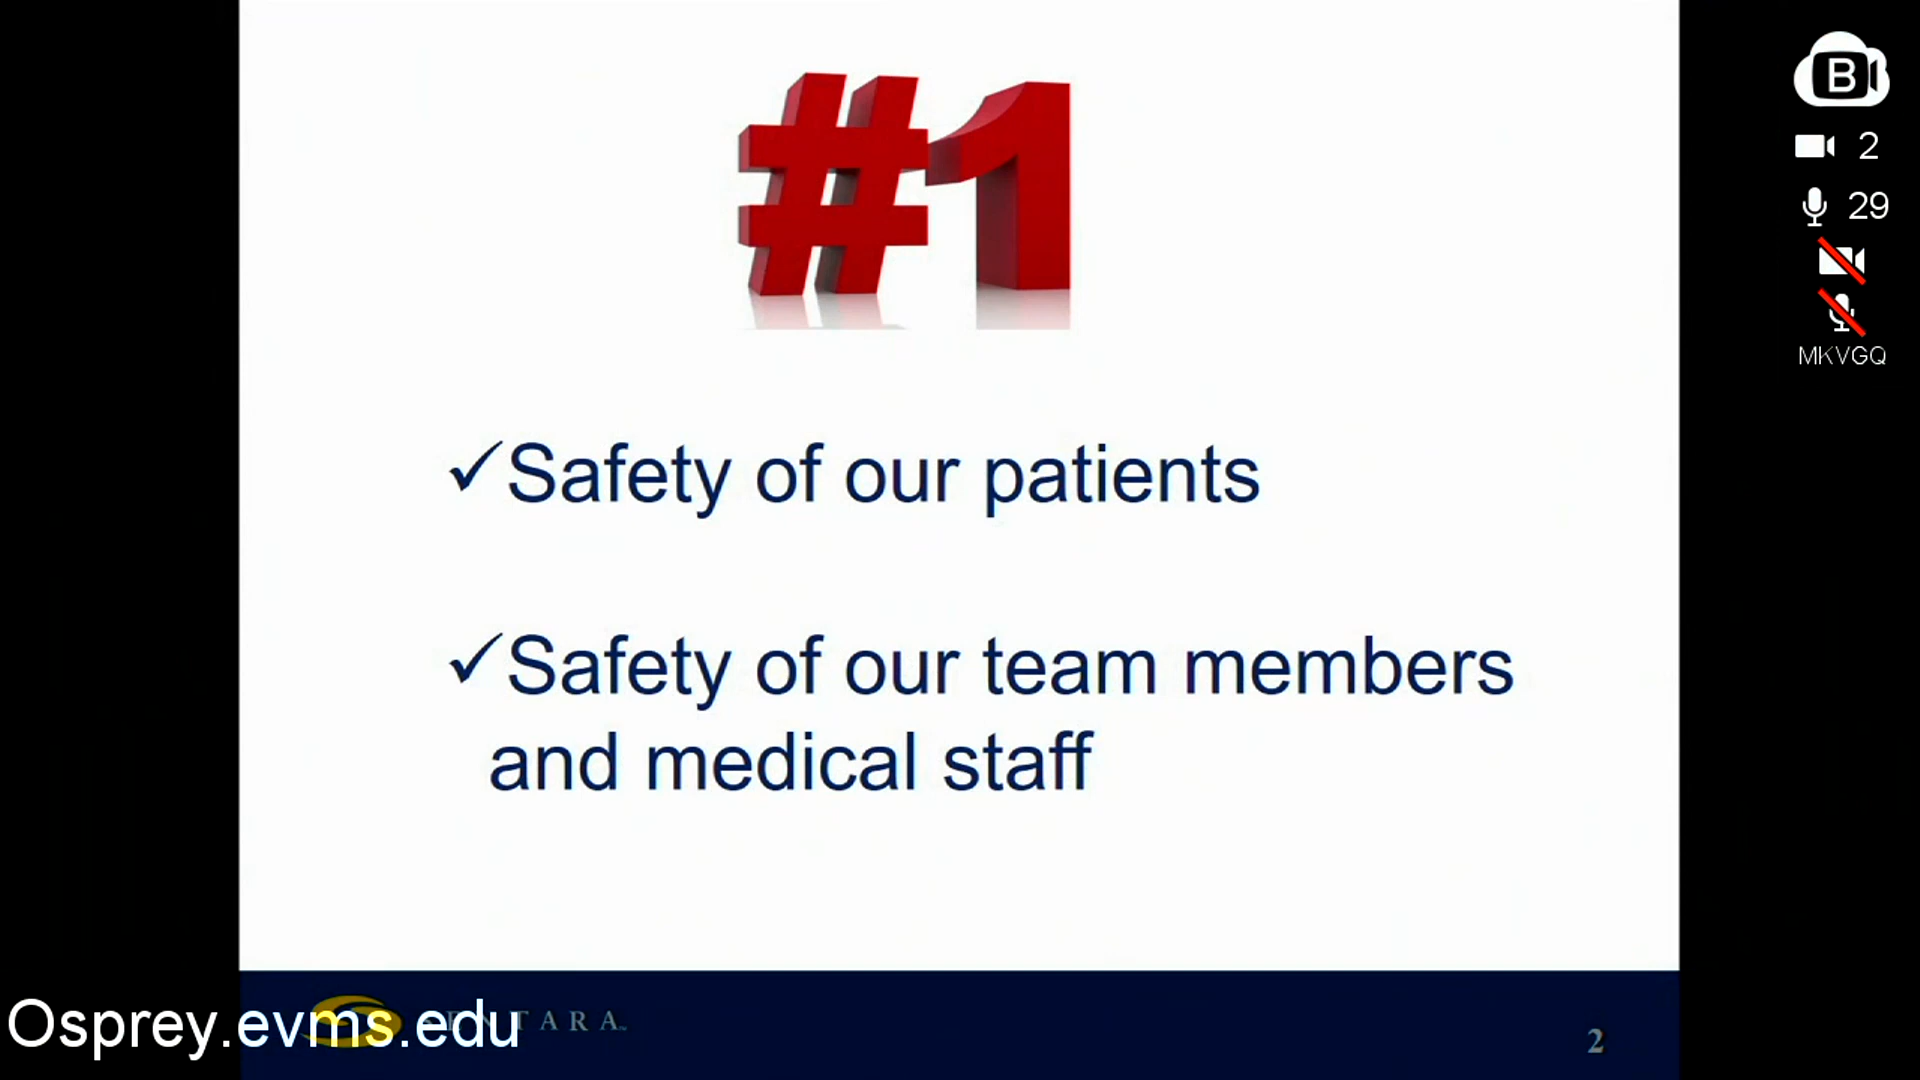 #1
✓Safety of our patients
✓Safety of our team members
and medical staff
B
2
29
MKVGQ
Osprey.evms.edu
SENTARA
2